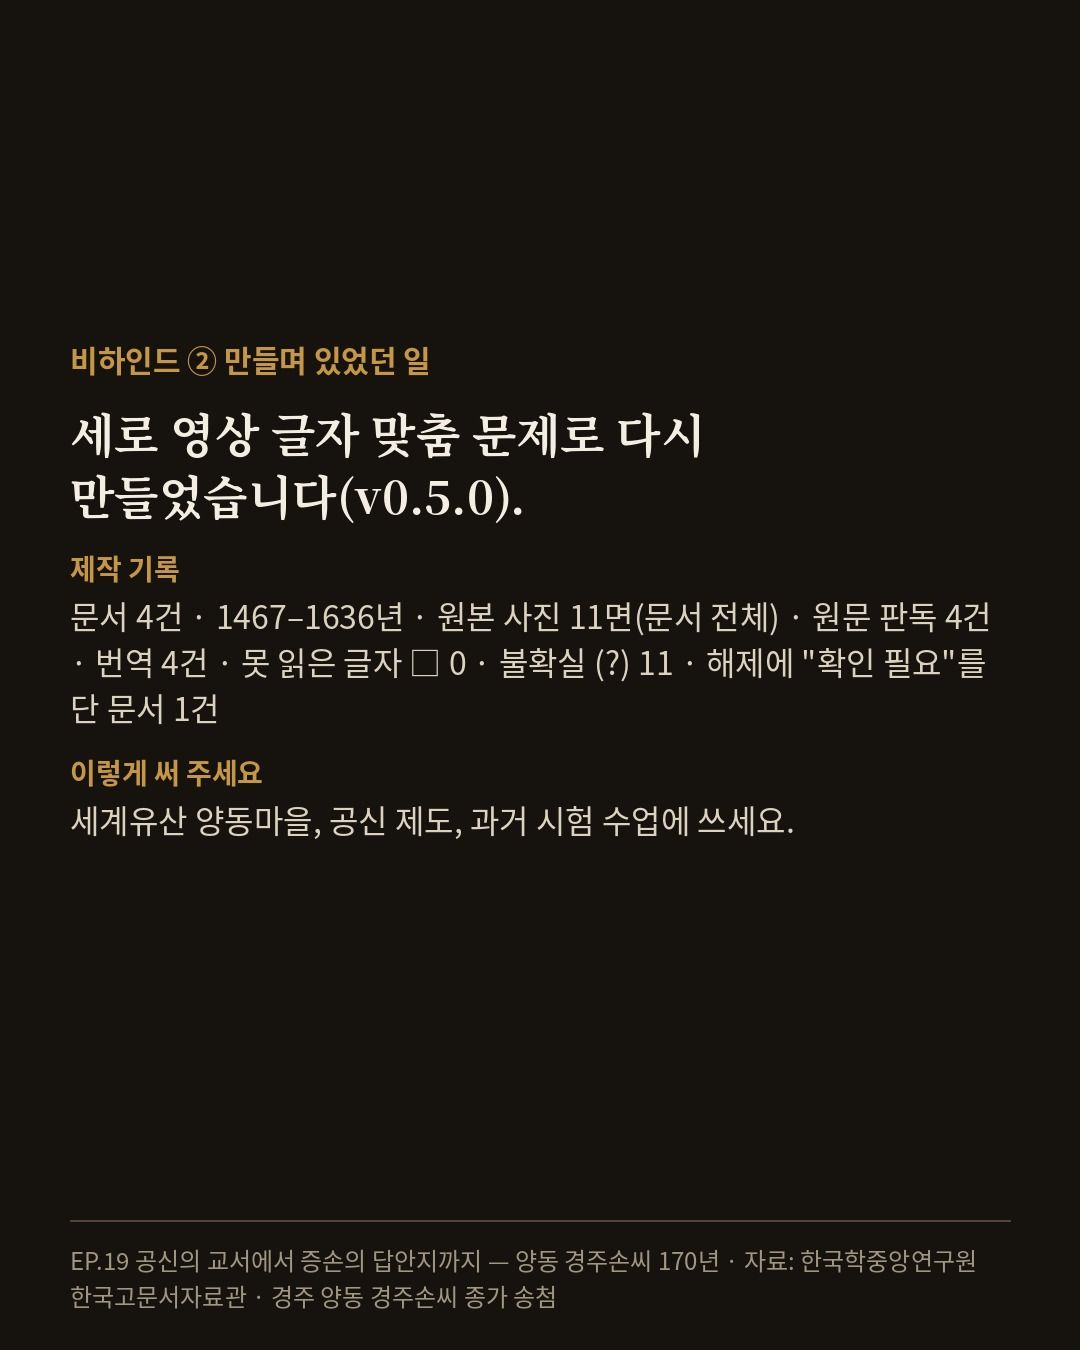 비하인드 ② 만들며 있었던 일
세로 영상 글자 맞춤 문제로 다시
만들었습니다(v0.5.0).
제작 기록
문서 4건 · 1467–1636년 · 원본 사진 11면(문서 전체) · 원문 판독 4건
· 번역 4건 · 못 읽은 글자 □ 0 · 불확실 (?) 11 · 해제에 "확인 필요"를
단 문서 1건
이렇게 써 주세요
세계유산 양동마을, 공신 제도, 과거 시험 수업에 쓰세요.
EP.19 공신의 교서에서 증손의 답안지까지 — 양동 경주손씨 170년 · 자료: 한국학중앙연구원
한국고문서자료관 · 경주 양동 경주손씨 종가 송첨